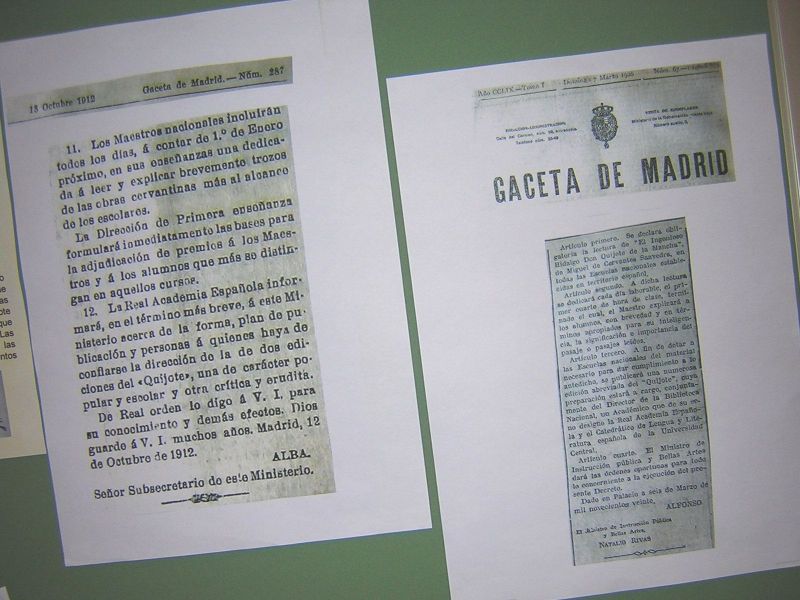 13 Octubre 1912
Gaceta de Madrid.—Núm. 287
11. Los Maestros nacionales incluirán
todos los días, á contar de 1.º de Enero
próximo, en sus enseñanzas una dedica-
da á leer y explicar brevemente trozos
de las obras cervantinas más al alcance
de los escolares.
La Dirección de Primera enseñanza
formulará inmediatamente las bases para
la adjudicación de premios á los Maes-
tros y á los alumnos que más se distin-
gan en aquellos cursos.
12. La Real Academia Española infor-
mará, en el término más breve, á este Mi-
nisterio acerca de la forma, plan de pu-
blicación y personas á quienes haya de
confiarse la dirección de la de dos edi-
ciones del «Quijote», una de carácter po-
pular y escolar y otra crítica y erudita.
De Real orden lo digo á V. I. para
su conocimiento y demás efectos. Dios
guarde á V. I. muchos años. Madrid, 12
de Octubre de 1912.
ALBA.
Señor Subsecretario de este Ministerio.
Año CCLIX.—Tomo I
Domingo 7 Marzo 1920
Núm. 67.
GACETA DE MADRID
Artículo primero. Se declara obli-
gatoria la lectura de "El Ingenioso
Hidalgo Don Quijote de la Mancha",
de Miguel de Cervantes Saavedra, en
todas las Escuelas nacionales estable-
cidas en territorio español.
Artículo segundo. A dicha lectura
se dedicará cada día laborable, el pri-
mer cuarto de hora de clase, termi-
nado el cual, el Maestro explicará a
los alumnos, con brevedad y en tér-
minos apropiados para su inteligen-
cia, la significación e importancia del
pasaje o pasajes leídos.
Artículo tercero. A fin de dotar a
las Escuelas nacionales del material
necesario para dar cumplimiento a lo
antedicho, se publicará una numerosa
edición abreviada del "Quijote", cuya
preparación estará a cargo, conjunta-
mente del Director de la Biblioteca
Nacional, un Académico que de su se-
no designe la Real Academia Españo-
la y el Catedrático de Lengua y Lite-
ratura española de la Universidad
Central.
Artículo cuarto. El Ministro de
Instrucción pública y Bellas Artes
dará las órdenes oportunas para todo
lo concerniente a la ejecución del pre-
sente Decreto.
Dado en Palacio a seis de Marzo de
mil novecientos veinte.
ALFONSO
El Ministro de Instrucción Pública
y Bellas Artes,
NATALIO RIVAS
que
Las
las